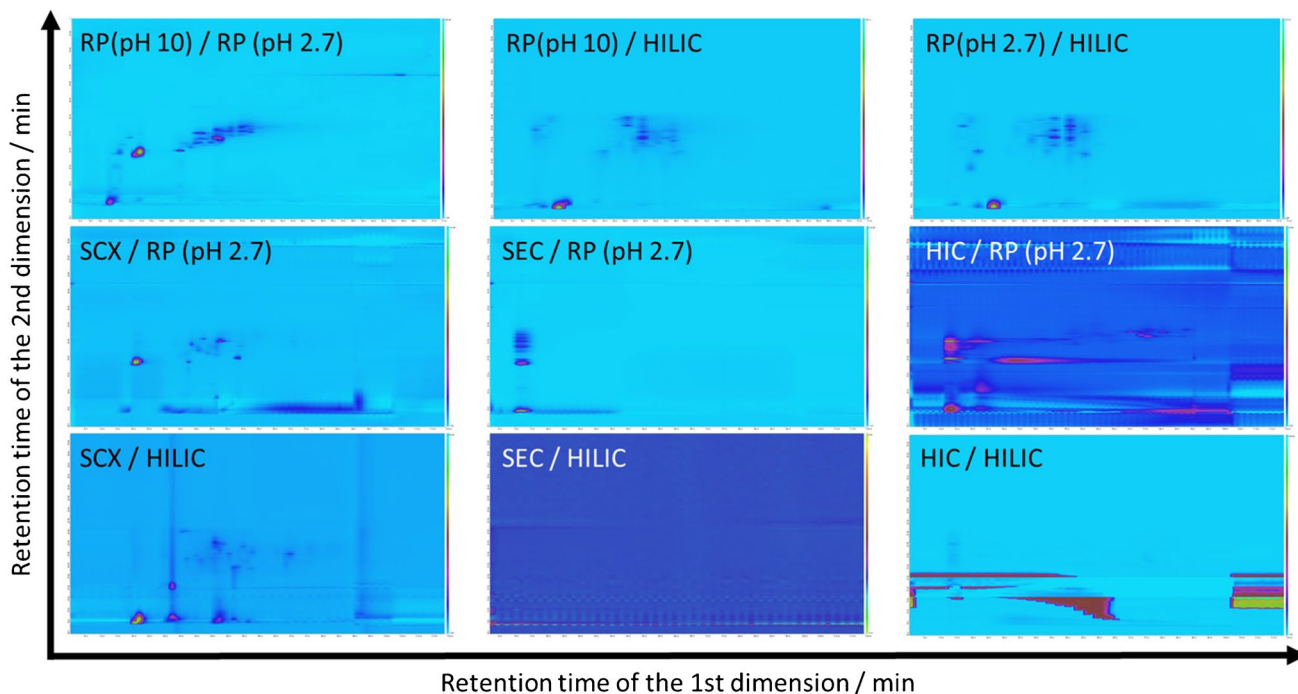 RP(pH 10) / RP (pH 2.7)
RP(pH 10) / HILIC
RP(pH 2.7) / HILIC
SCX / RP (pH 2.7)
SEC / RP (pH 2.7)
HIC / RP (pH 2.7)
SCX / HILIC
SEC / HILIC
HIC / HILIC
Retention time of the 2nd dimension / min
Retention time of the 1st dimension / min